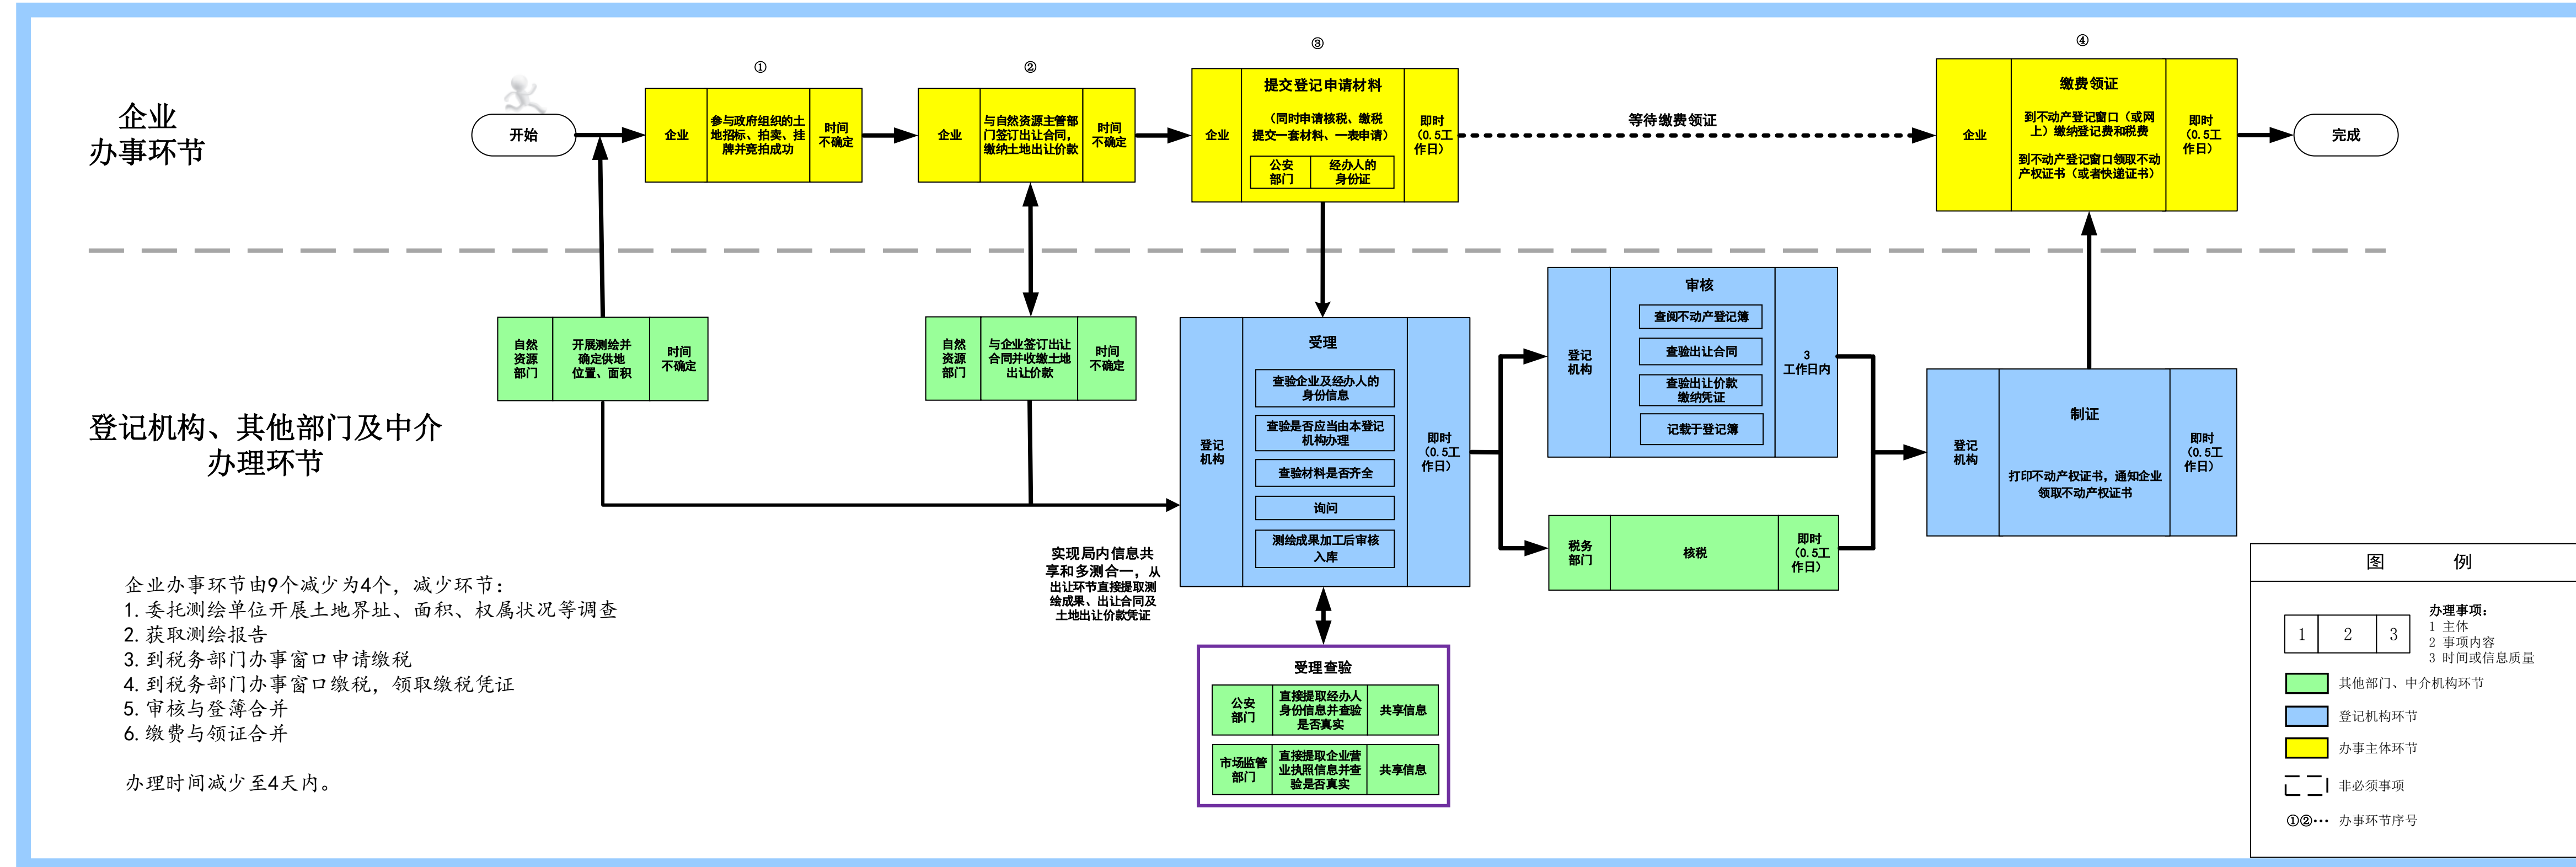 企业
办事环节
开始
①
企业
参与政府组织的土
地招标、拍卖、挂
牌并竞拍成功
时间
不确定
②
企业
与自然资源主管部
门签订出让合同，
缴纳土地出让价款
时间
不确定
③
企业
提交登记申请材料
（同时申请核税、缴税
提交一套材料、一表申请）
公安
部门
经办人的
身份证
即时
（0.5工
作日）
等待缴费领证
④
企业
缴费领证
到不动产登记窗口（或网
上）缴纳登记费和税费
到不动产登记窗口领取不动
产权证书（或者快递证书）
即时
（0.5工
作日）
完成
登记机构、其他部门及中介
办理环节
自然
资源
部门
开展测绘并
确定供地
位置、面积
时间
不确定
自然
资源
部门
与企业签订出让
合同并收缴土地
出让价款
时间
不确定
登记
机构
受理
查验企业及经办人的
身份信息
查验是否应当由本登记
机构办理
查验材料是否齐全
询问
测绘成果加工后审核
入库
即时
（0.5工
作日）
登记
机构
审核
查阅不动产登记簿
查验出让合同
查验出让价款
缴纳凭证
记载于登记簿
3
工作日内
税务
部门
核税
即时
（0.5工
作日）
登记
机构
制证
打印不动产权证书，通知企业
领取不动产权证书
即时
（0.5工
作日）
实现局内信息共
享和多测合一，从
出让环节直接提取测
绘成果、出让合同及
土地出让价款凭证
受理查验
公安
部门
直接提取经办人
身份信息并查验
是否真实
共享信息
市场监管
部门
直接提取企业营
业执照信息并查
验是否真实
共享信息
企业办事环节由9个减少为4个，减少环节：
1. 委托测绘单位开展土地界址、面积、权属状况等调查
2. 获取测绘报告
3. 到税务部门办事窗口申请缴税
4. 到税务部门办事窗口缴税，领取缴税凭证
5. 审核与登簿合并
6. 缴费与领证合并
办理时间减少至4天内。
图 例
1 2 3
办理事项：
1 主体
2 事项内容
3 时间或信息质量
其他部门、中介机构环节
登记机构环节
办事主体环节
非必须事项
①②… 办事环节序号